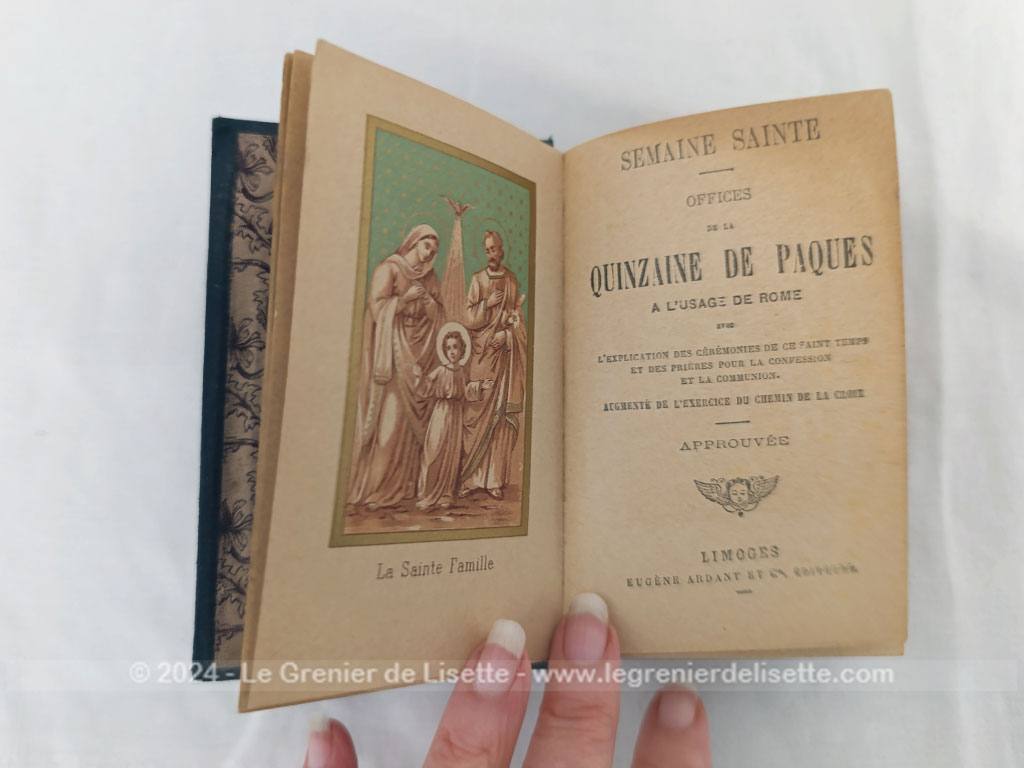 La Sainte Famille
SEMAINE SAINTE
OFFICES
DE LA
QUINZAINE DE PAQUES
A L'USAGE DE ROME
AVEC
L'EXPLICATION DES CÉRÉMONIES DE CE SAINT TEMPS
ET DES PRIÈRES POUR LA CONFESSION
ET LA COMMUNION.
AUGMENTÉ DE L'EXERCICE DU CHEMIN DE LA CROIX
APPROUVÉE
LIMOGES
EUGÈNE ARDANT ET Cie, ÉDITEURS.
© 2024 - Le Grenier de Lisette - www.legrenierdelisette.com